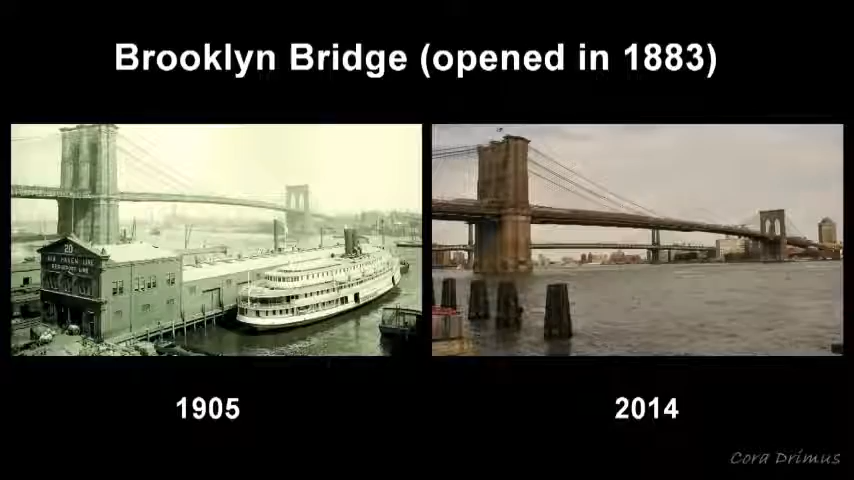 Brooklyn Bridge (opened in 1883)
20
NEW HAVEN LINE
1905
2014
Cora Drimus